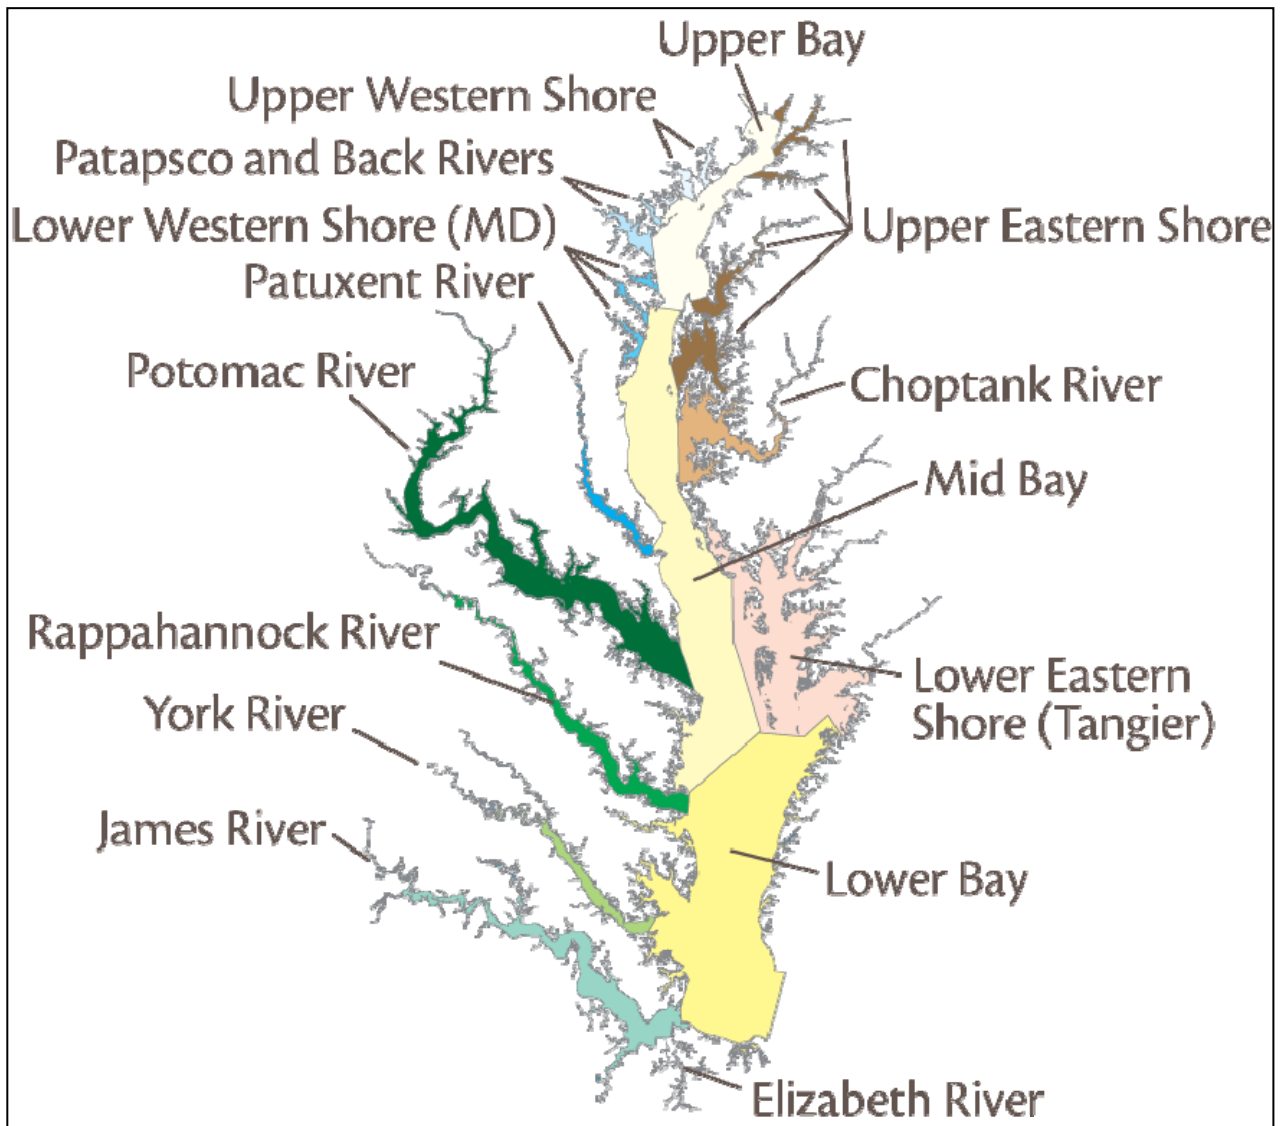 Upper Bay
Upper Western Shore
Patapsco and Back Rivers
Lower Western Shore (MD)
Upper Eastern Shore
Patuxent River
Potomac River
Choptank River
Mid Bay
Rappahannock River
Lower Eastern
Shore (Tangier)
York River
James River
Lower Bay
Elizabeth River